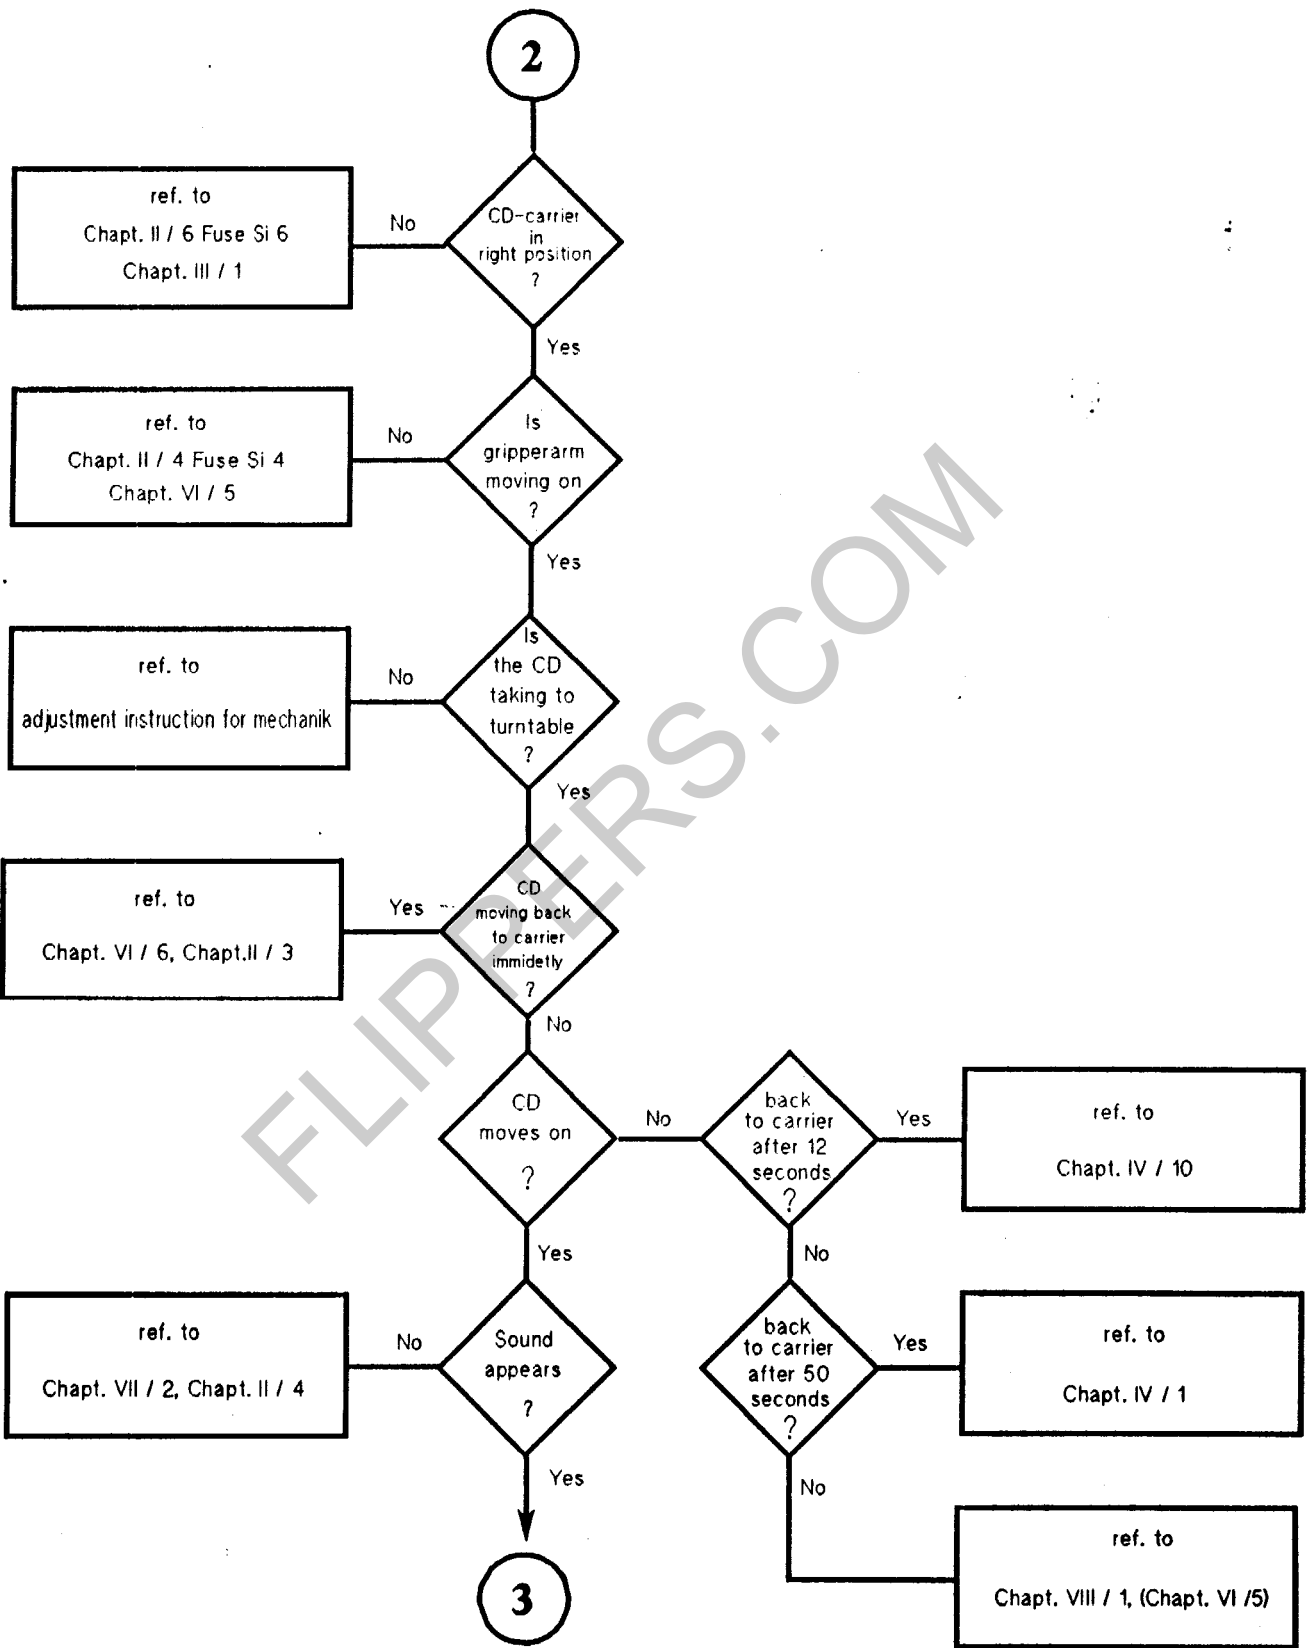 2
CD-carrier
in
right position
?
No
ref. to
Chapt. II / 6 Fuse Si 6
Chapt. III / 1
Yes
Is
gripperarm
moving on
?
No
ref. to
Chapt. II / 4 Fuse Si 4
Chapt. VI / 5
Yes
Is
the CD
taking to
turntable
?
No
ref. to
adjustment instruction for mechanik
Yes
CD
moving back
to carrier
immidetly
?
Yes
ref. to
Chapt. VI / 6, Chapt.II / 3
No
CD
moves on
?
No
back
to carrier
after 12
seconds
?
Yes
ref. to
Chapt. IV / 10
No
back
to carrier
after 50
seconds
?
Yes
ref. to
Chapt. IV / 1
No
ref. to
Chapt. VIII / 1, (Chapt. VI /5)
Yes
Sound
appears
?
No
ref. to
Chapt. VII / 2, Chapt. II / 4
Yes
3
FLIPPERS.COM